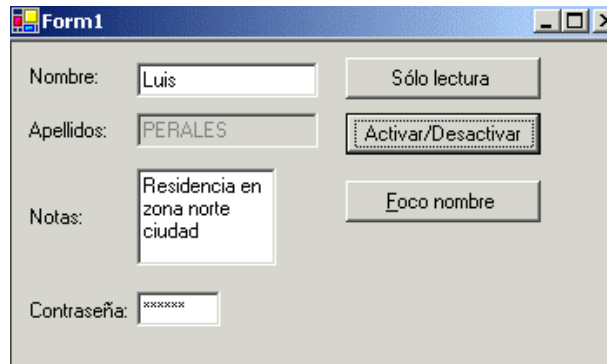 Form1
Nombre: Luis Sólo lectura
Apellidos: PERALES Activar/Desactivar
Notas: Residencia en
zona norte
ciudad
Foco nombre
Contraseña: ******